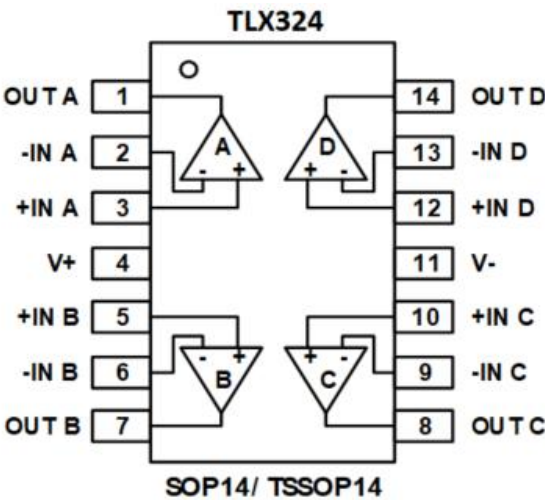 TLX324
OUT A 1 14 OUT D
-IN A 2 A D 13 -IN D
- + + -
+IN A 3 12 +IN D
V+ 4 11 V-
+IN B 5 10 +IN C
- + + -
-IN B 6 B C 9 -IN C
OUT B 7 8 OUT C
SOP14/ TSSOP14